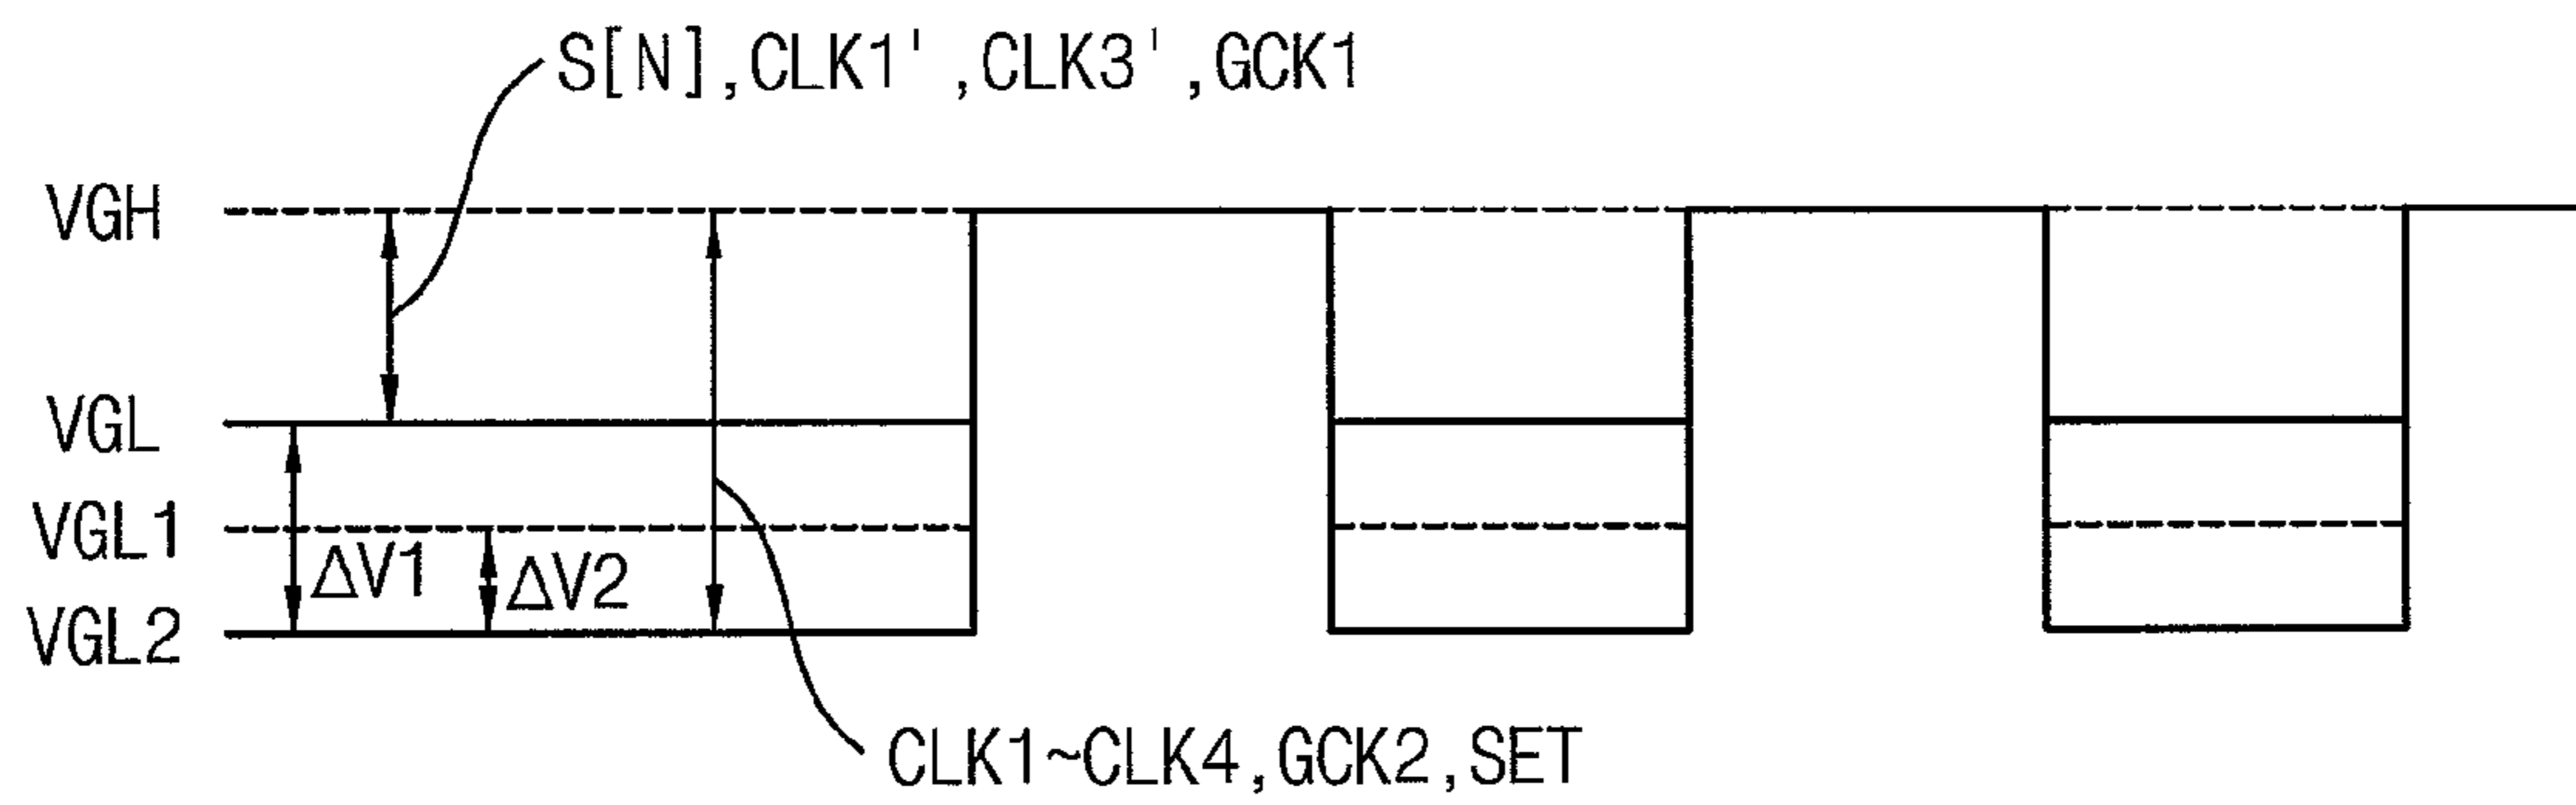 S[N],CLK1',CLK3',GCK1
VGH
VGL
VGL1
ΔV1
ΔV2
VGL2
CLK1~CLK4,GCK2,SET